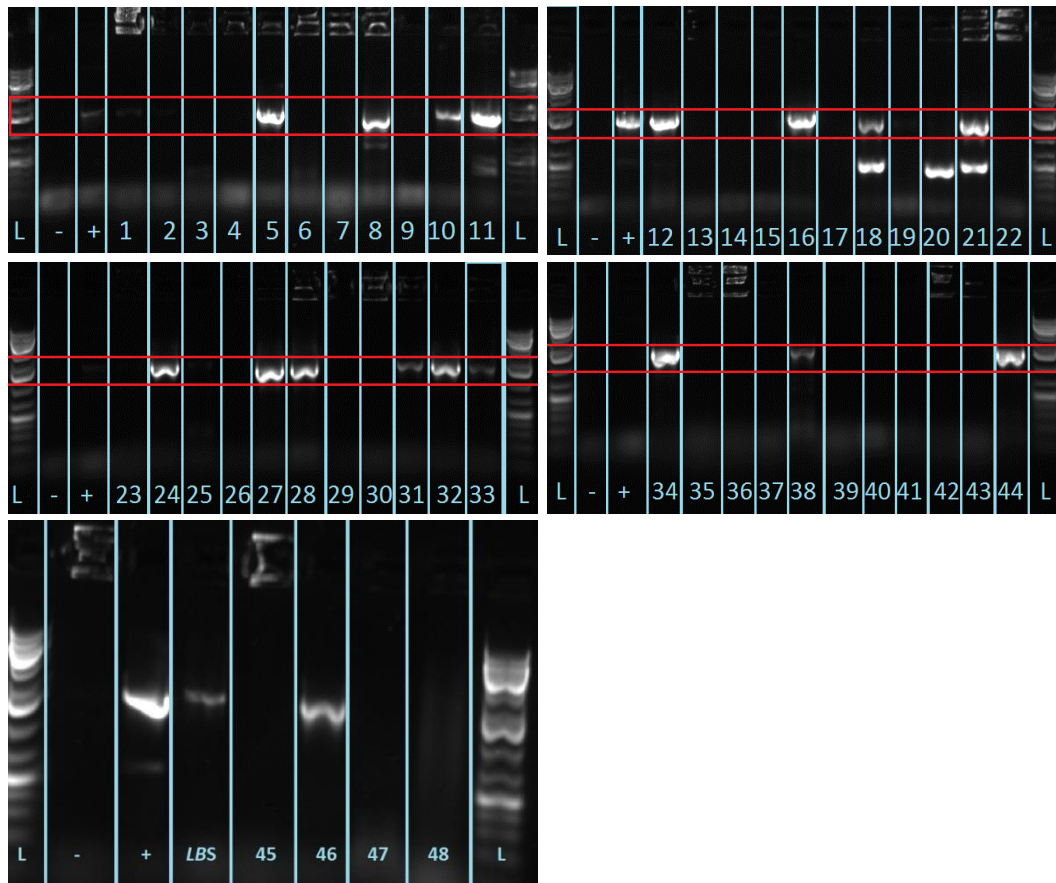 L - + 1 2 3 4 5 6 7 8 9 10 11 L
L - + 12 13 14 15 16 17 18 19 20 21 22 L
L - + 23 24 25 26 27 28 29 30 31 32 33 L
L - + 34 35 36 37 38 39 40 41 42 43 44 L
L - + LBS 45 46 47 48 L